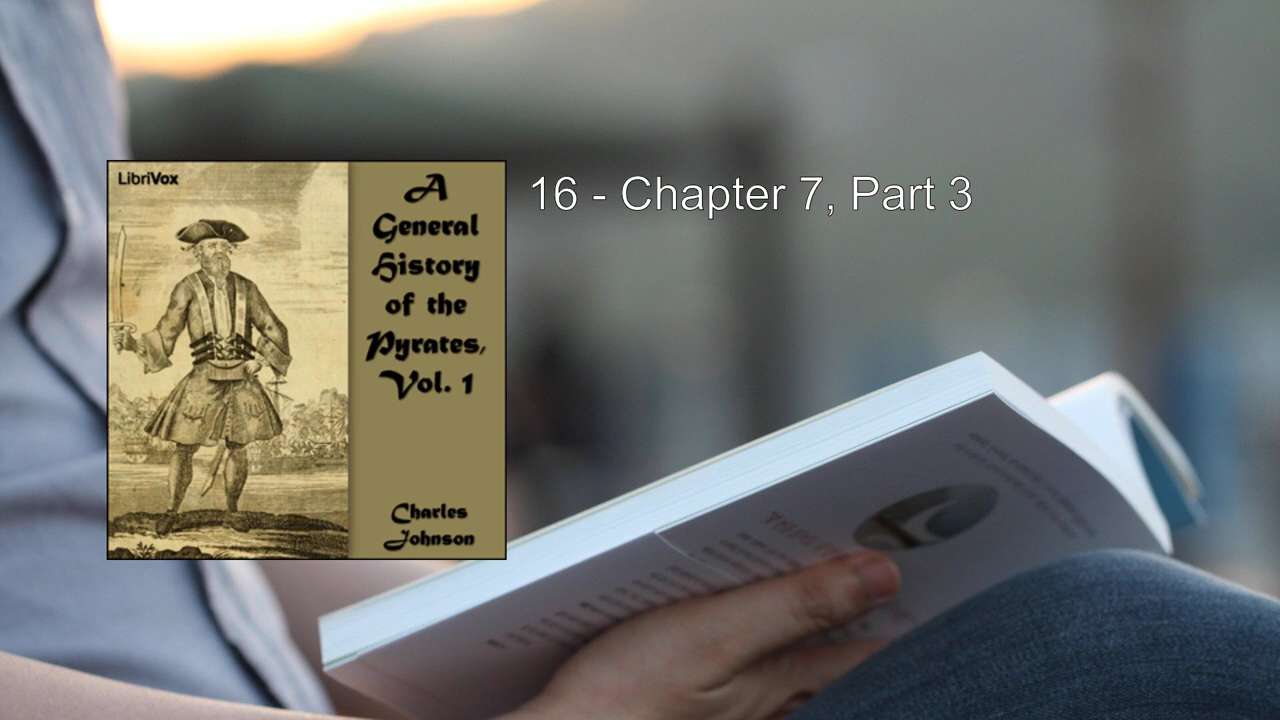 LibriVox
A
General
History
of the
Pyrates,
Vol. 1
Charles
Johnson
16 - Chapter 7, Part 3